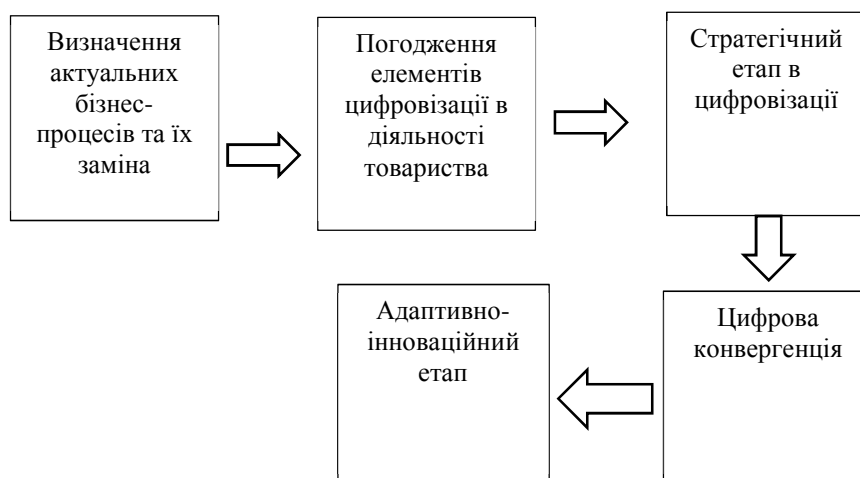 Визначення
актуальних
бізнес-
процесів та їх
заміна
Погодження
елементів
цифровізації в
діяльності
товариства
Стратегічний
етап в
цифровізації
Цифрова
конвергенція
Адаптивно-
інноваційний
етап